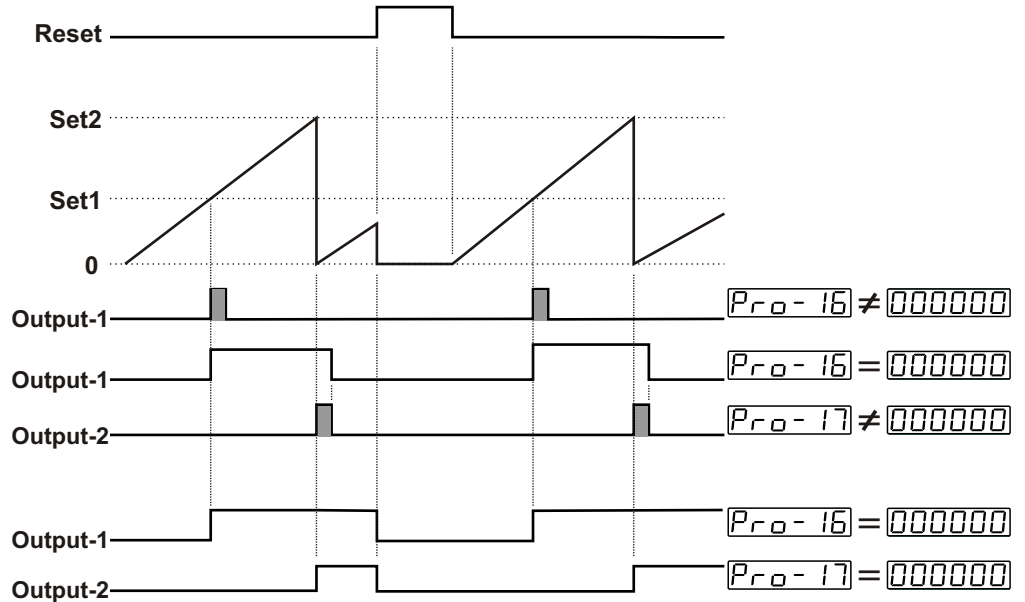 Reset
Set2
Set1
0
Output-1 Pro-16 ≠ 000000
Output-1 Pro-16 = 000000
Output-2 Pro-17 ≠ 000000
Output-1 Pro-16 = 000000
Output-2 Pro-17 = 000000